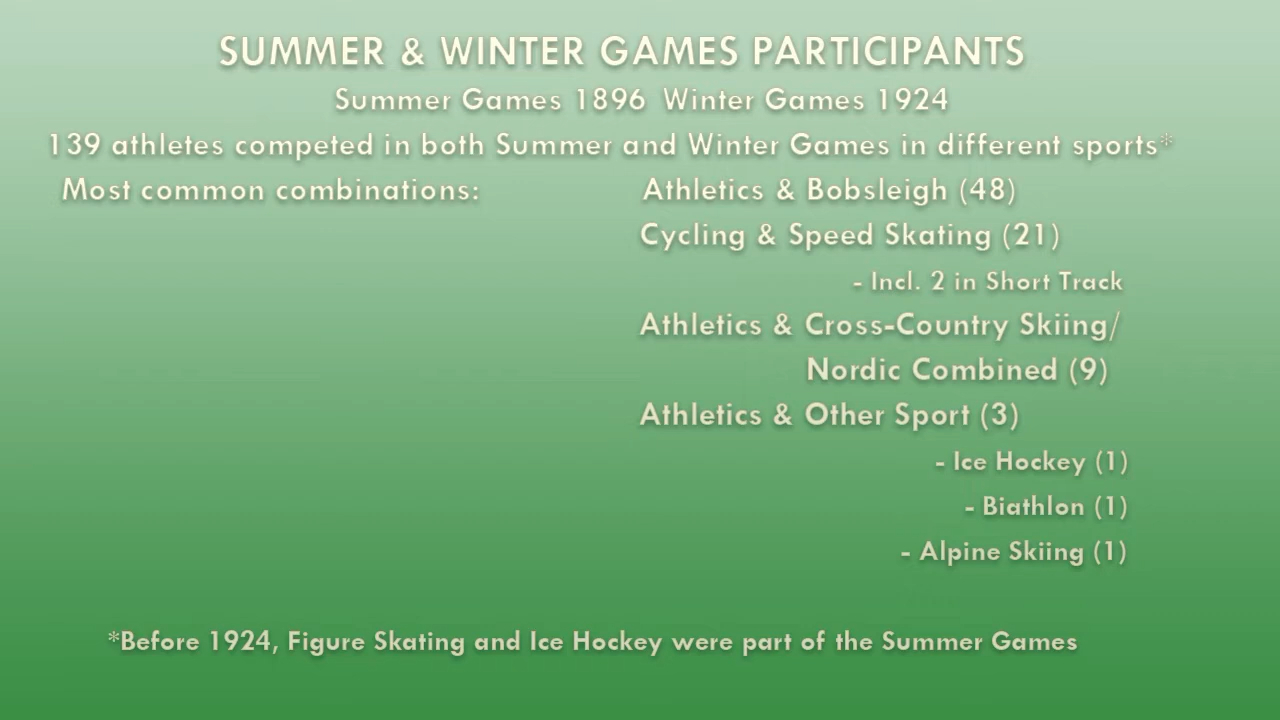 SUMMER & WINTER GAMES PARTICIPANTS
Summer Games 1896 Winter Games 1924
139 athletes competed in both Summer and Winter Games in different sports*
Most common combinations: Athletics & Bobsleigh (48)
Cycling & Speed Skating (21)
- Incl. 2 in Short Track
Athletics & Cross-Country Skiing/
Nordic Combined (9)
Athletics & Other Sport (3)
- Ice Hockey (1)
- Biathlon (1)
- Alpine Skiing (1)
*Before 1924, Figure Skating and Ice Hockey were part of the Summer Games